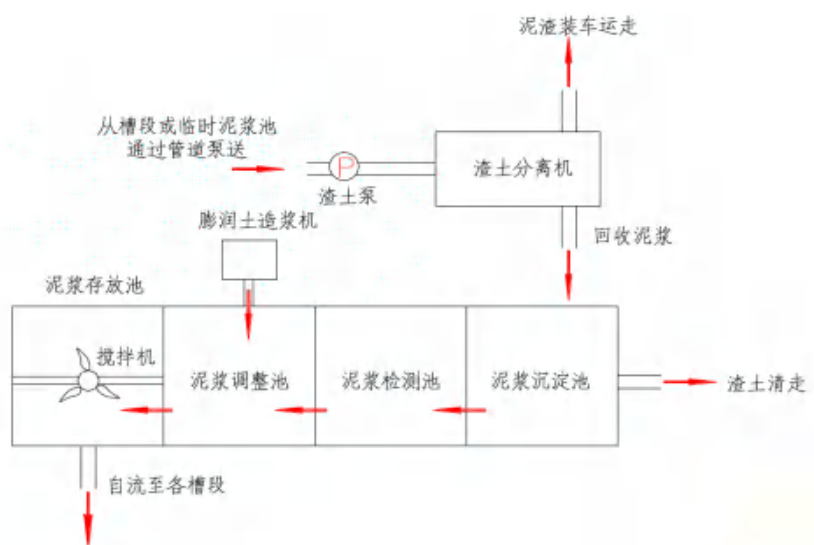 泥渣装车运走
从槽段或临时泥浆池
通过管道泵送
P
渣土泵
渣土分离机
膨润土造浆机
回收泥浆
泥浆存放池
搅拌机
泥浆调整池
泥浆检测池
泥浆沉淀池
渣土清走
自流至各槽段